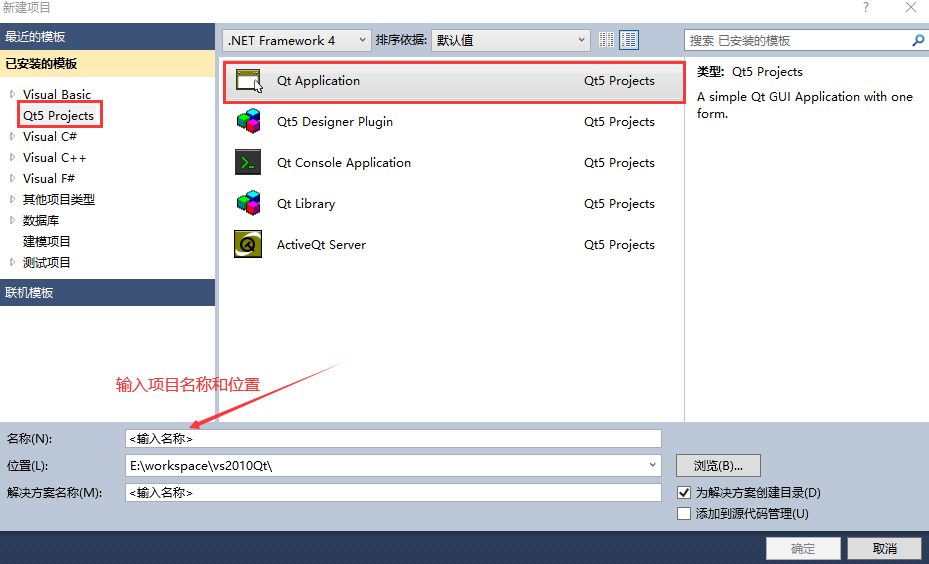 新建项目
?
最近的模板
已安装的模板
Visual Basic
Qt5 Projects
Visual C#
Visual C++
Visual F#
其他项目类型
数据库
建模项目
测试项目
联机模板
.NET Framework 4
排序依据:
默认值
搜索 已安装的模板
Qt Application Qt5 Projects
Qt5 Designer Plugin Qt5 Projects
Qt Console Application Qt5 Projects
Qt Library Qt5 Projects
ActiveQt Server Qt5 Projects
类型: Qt5 Projects
A simple Qt GUI Application with one
form.
输入项目名称和位置
名称(N): <输入名称>
位置(L): E:\workspace\vs2010Qt\ 浏览(B)...
解决方案名称(M): <输入名称>
为解决方案创建目录(D)
添加到源代码管理(U)
确定 取消